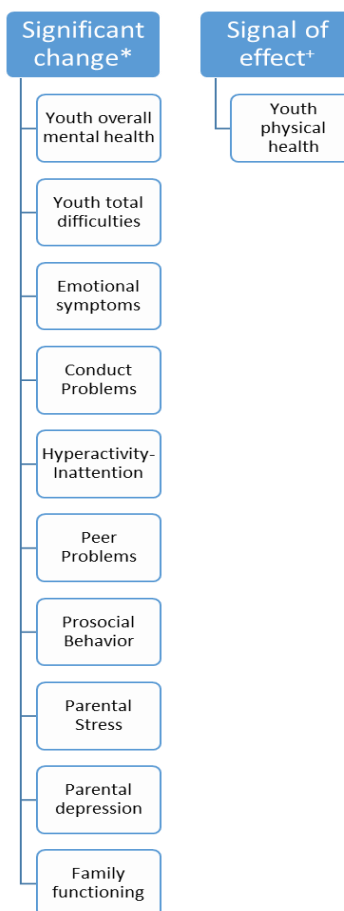 Significant
change*
Youth overall
mental health
Youth total
difficulties
Emotional
symptoms
Conduct
Problems
Hyperactivity-
Inattention
Peer
Problems
Prosocial
Behavior
Parental
Stress
Parental
depression
Family
functioning
Signal of
effect⁺
Youth
physical
health